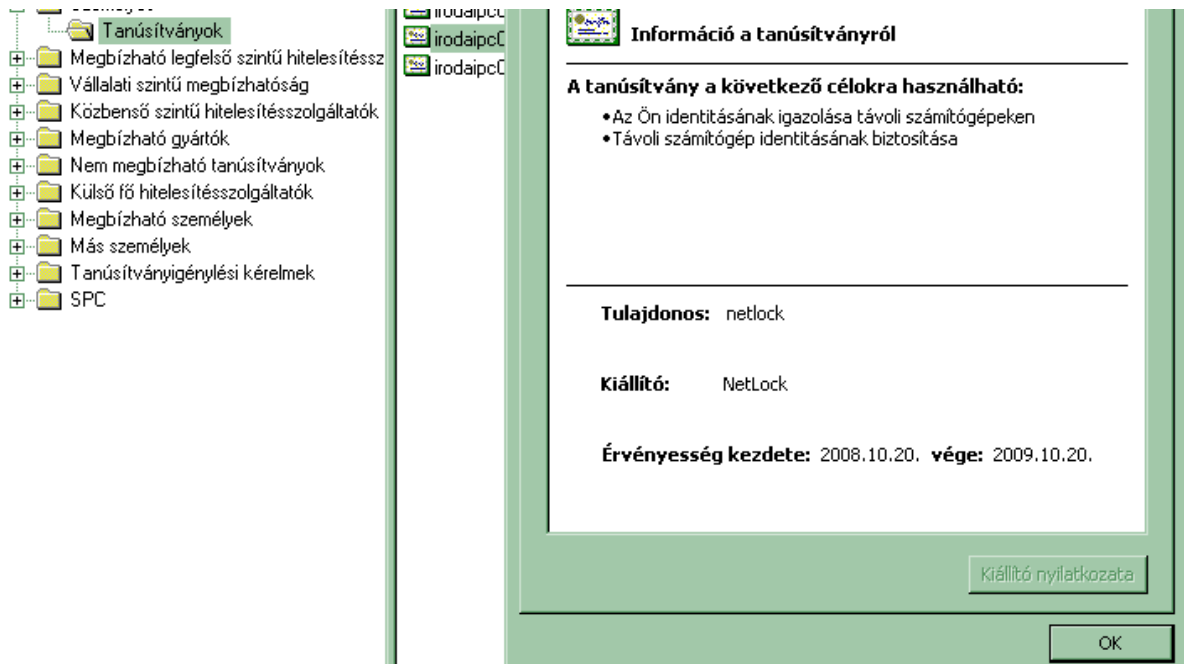 Tanúsítványok
Megbízható legfelső szintű hitelesítéssz
Vállalati szintű megbízhatóság
Közbenső szintű hitelesítésszolgáltatók
Megbízható gyártók
Nem megbízható tanúsítványok
Külső fő hitelesítésszolgáltatók
Megbízható személyek
Más személyek
Tanúsítványigénylési kérelmek
SPC
irodaipc0
irodaipc0
irodaipc0
Információ a tanúsítványról
A tanúsítvány a következő célokra használható:
•Az Ön identitásának igazolása távoli számítógépeken
•Távoli számítógép identitásának biztosítása
Tulajdonos: netlock
Kiállító: NetLock
Érvényesség kezdete: 2008.10.20. vége: 2009.10.20.
Kiállító nyilatkozata
OK